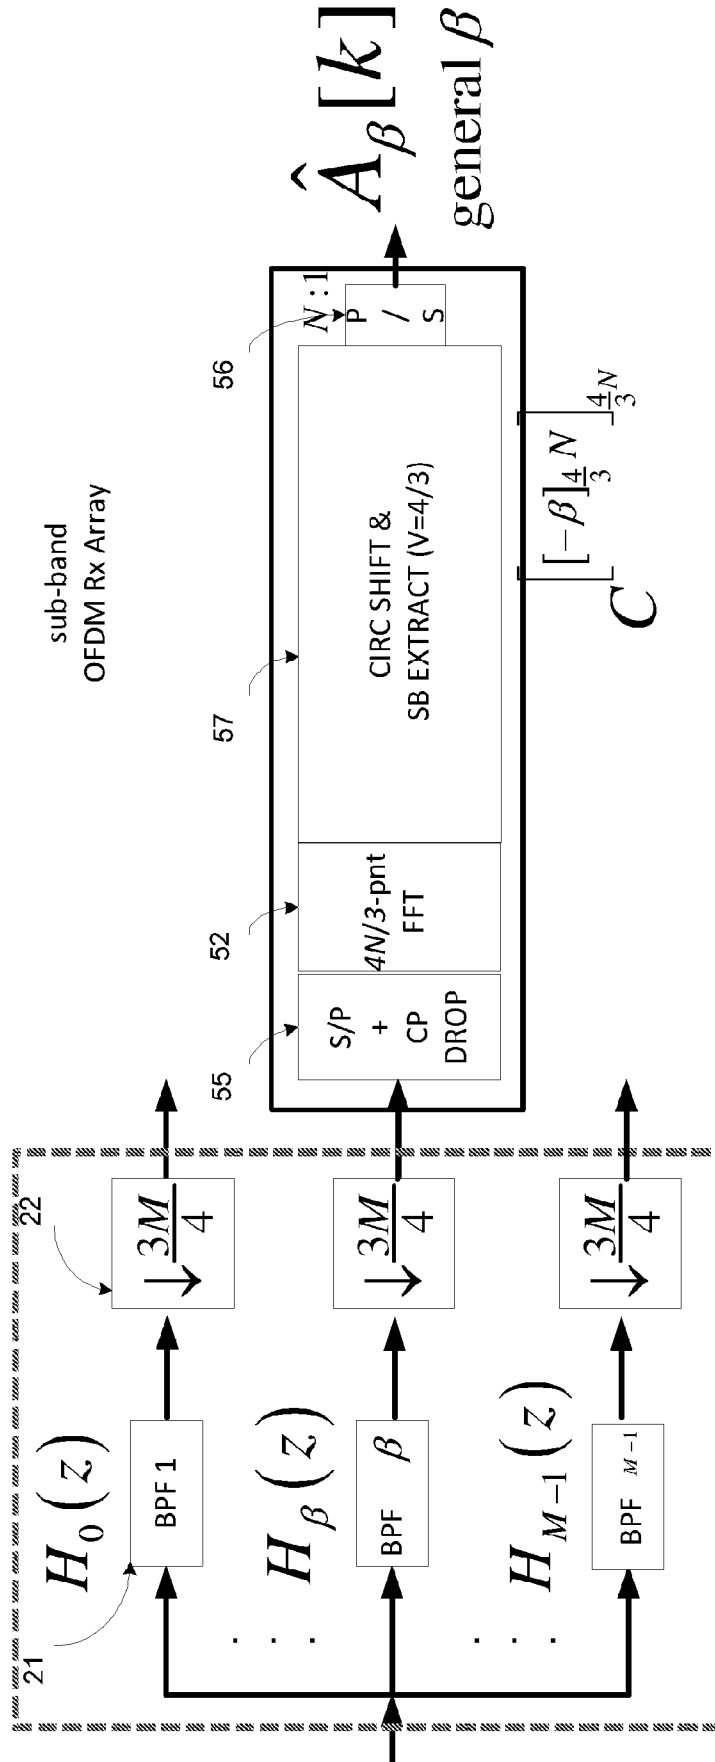 sub-band
OFDM Rx Array
21
H_0(z)
BPF 1
22
↓ 3M/4
. . .
H_β(z)
BPF β
↓ 3M/4
. . .
H_{M-1}(z)
BPF M-1
↓ 3M/4
55
S/P
+
CP
DROP
52
4N/3-pnt
FFT
57
CIRC SHIFT &
SB EXTRACT (V=4/3)
56
N:1
P
/
S
C [[-β]_4 N/3]_{4/3 N}
Â_β[k]
general β